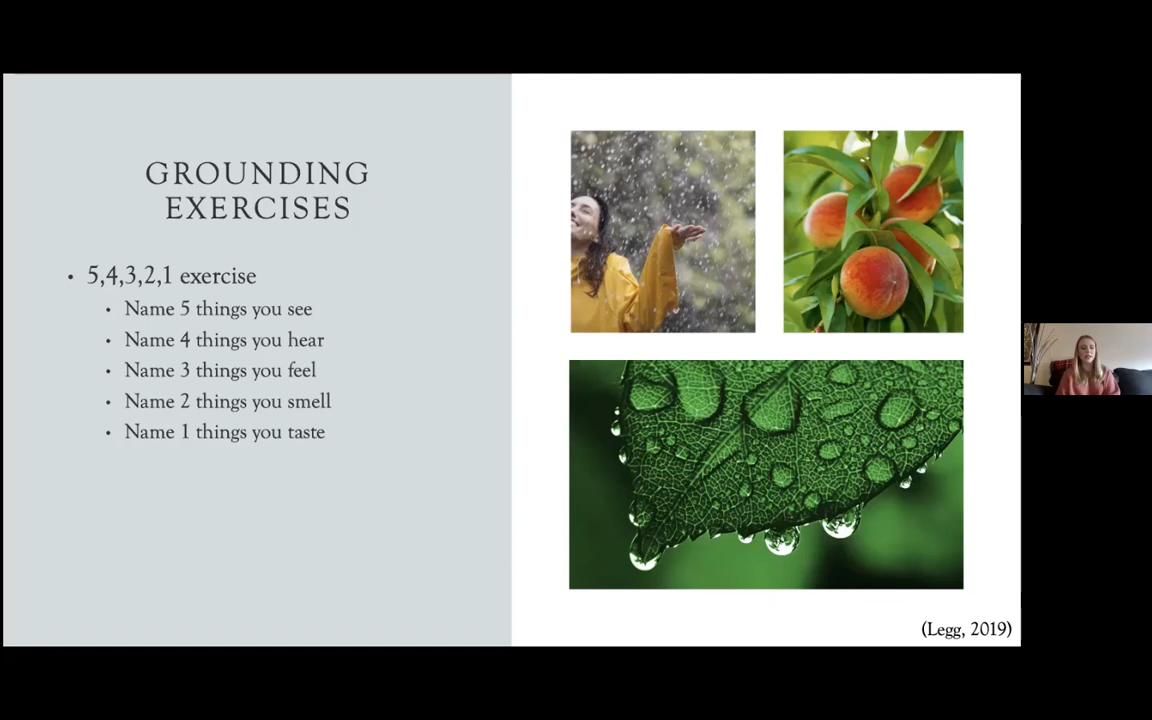 GROUNDING
EXERCISES
• 5,4,3,2,1 exercise
• Name 5 things you see
• Name 4 things you hear
• Name 3 things you feel
• Name 2 things you smell
• Name 1 things you taste
(Legg, 2019)